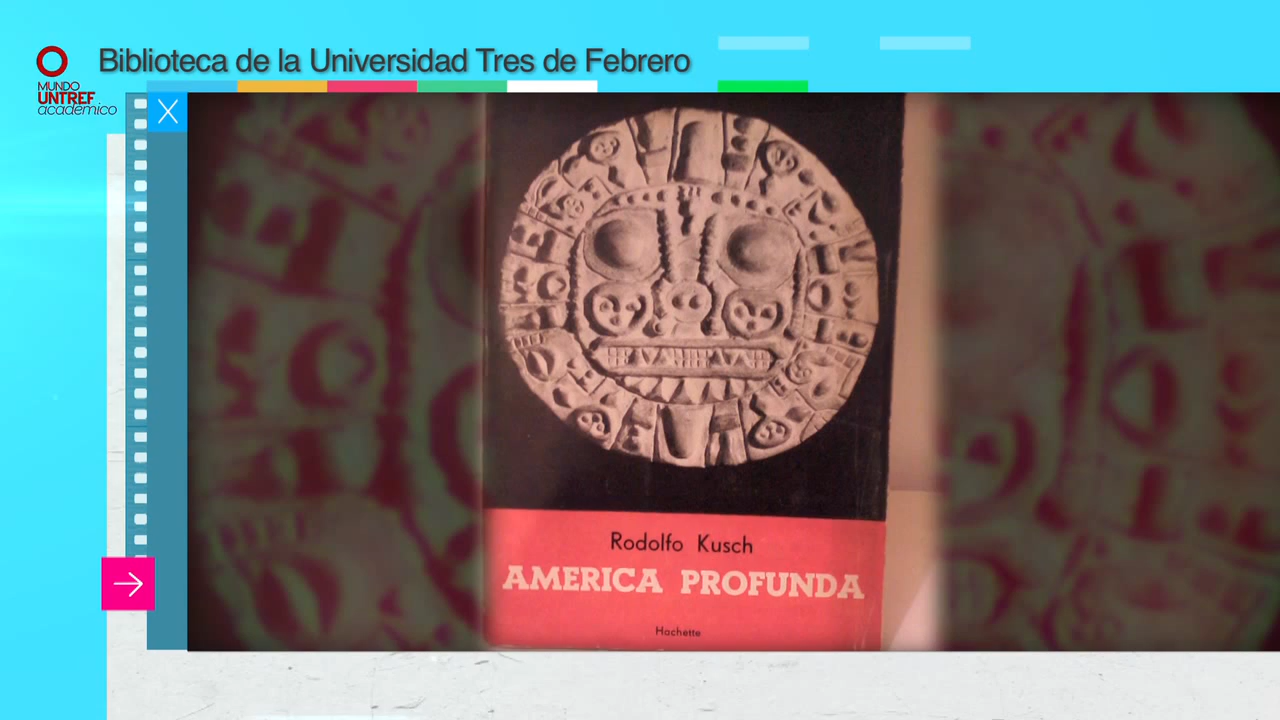 Biblioteca de la Universidad Tres de Febrero
MUNDO
UNTREF
académico
Rodolfo Kusch
AMERICA PROFUNDA
Hachette